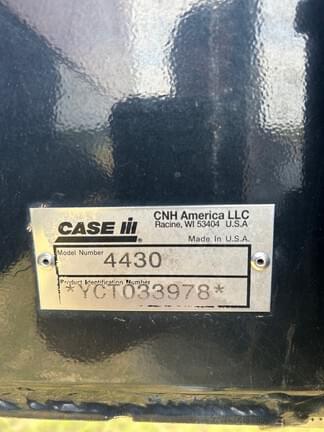 CASE IH
CNH America LLC
Racine, WI 53404 U.S.A
Made in U.S.A.
Model Number
4430
Product Identification Number
*YCT033978*